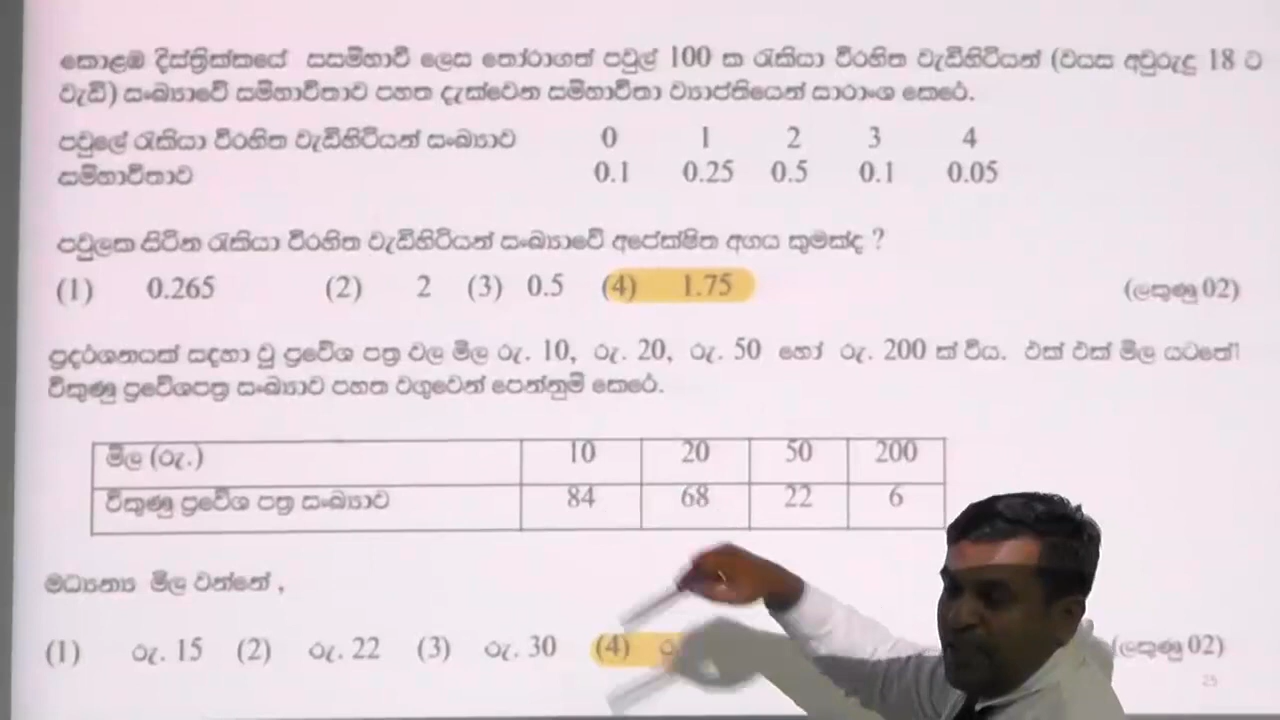 කොළඹ දිස්ත්‍රික්කයේ සසම්භාවී ලෙස තෝරාගත් පවුල් 100 ක රැකියා විරහිත වැඩිහිටියන් (වයස අවුරුදු 18 ට
වැඩි) සංඛ්‍යාවේ සම්භාවිතාව පහත දැක්වෙන සම්භාවිතා ව්‍යාප්තියෙන් සාරාංශ කෙරේ.
පවුලේ රැකියා විරහිත වැඩිහිටියන් සංඛ්‍යාව 0 1 2 3 4
සම්භාවිතාව 0.1 0.25 0.5 0.1 0.05
පවුලක සිටින රැකියා විරහිත වැඩිහිටියන් සංඛ්‍යාවේ අපේක්ෂිත අගය කුමක්ද ?
(1) 0.265 (2) 2 (3) 0.5 (4) 1.75 (ලකුණු 02)
ප්‍රදර්ශනයක් සඳහා වූ ප්‍රවේශ පත්‍ර වල මිල රු. 10, රු. 20, රු. 50 හෝ රු. 200 ක් විය. එක් එක් මිල යටතේ
විකුණු ප්‍රවේශපත්‍ර සංඛ්‍යාව පහත වගුවෙන් පෙන්නුම් කෙරේ.
මිල (රු.) 10 20 50 200
විකුණු ප්‍රවේශ පත්‍ර සංඛ්‍යාව 84 68 22 6
මධ්‍යන්‍ය මිල වන්නේ ,
(1) රු. 15 (2) රු. 22 (3) රු. 30 (4) (ලකුණු 02)
25